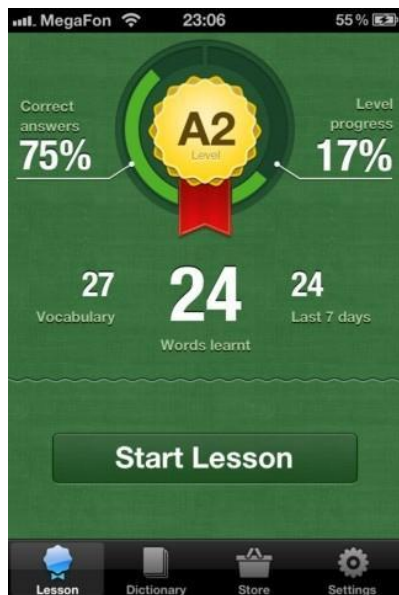 MegaFon 23:06 55%
Correct
answers
75%
Level
progress
17%
A2
Level
27
Vocabulary
24
Words learnt
24
Last 7 days
Start Lesson
Lesson Dictionary Store Settings